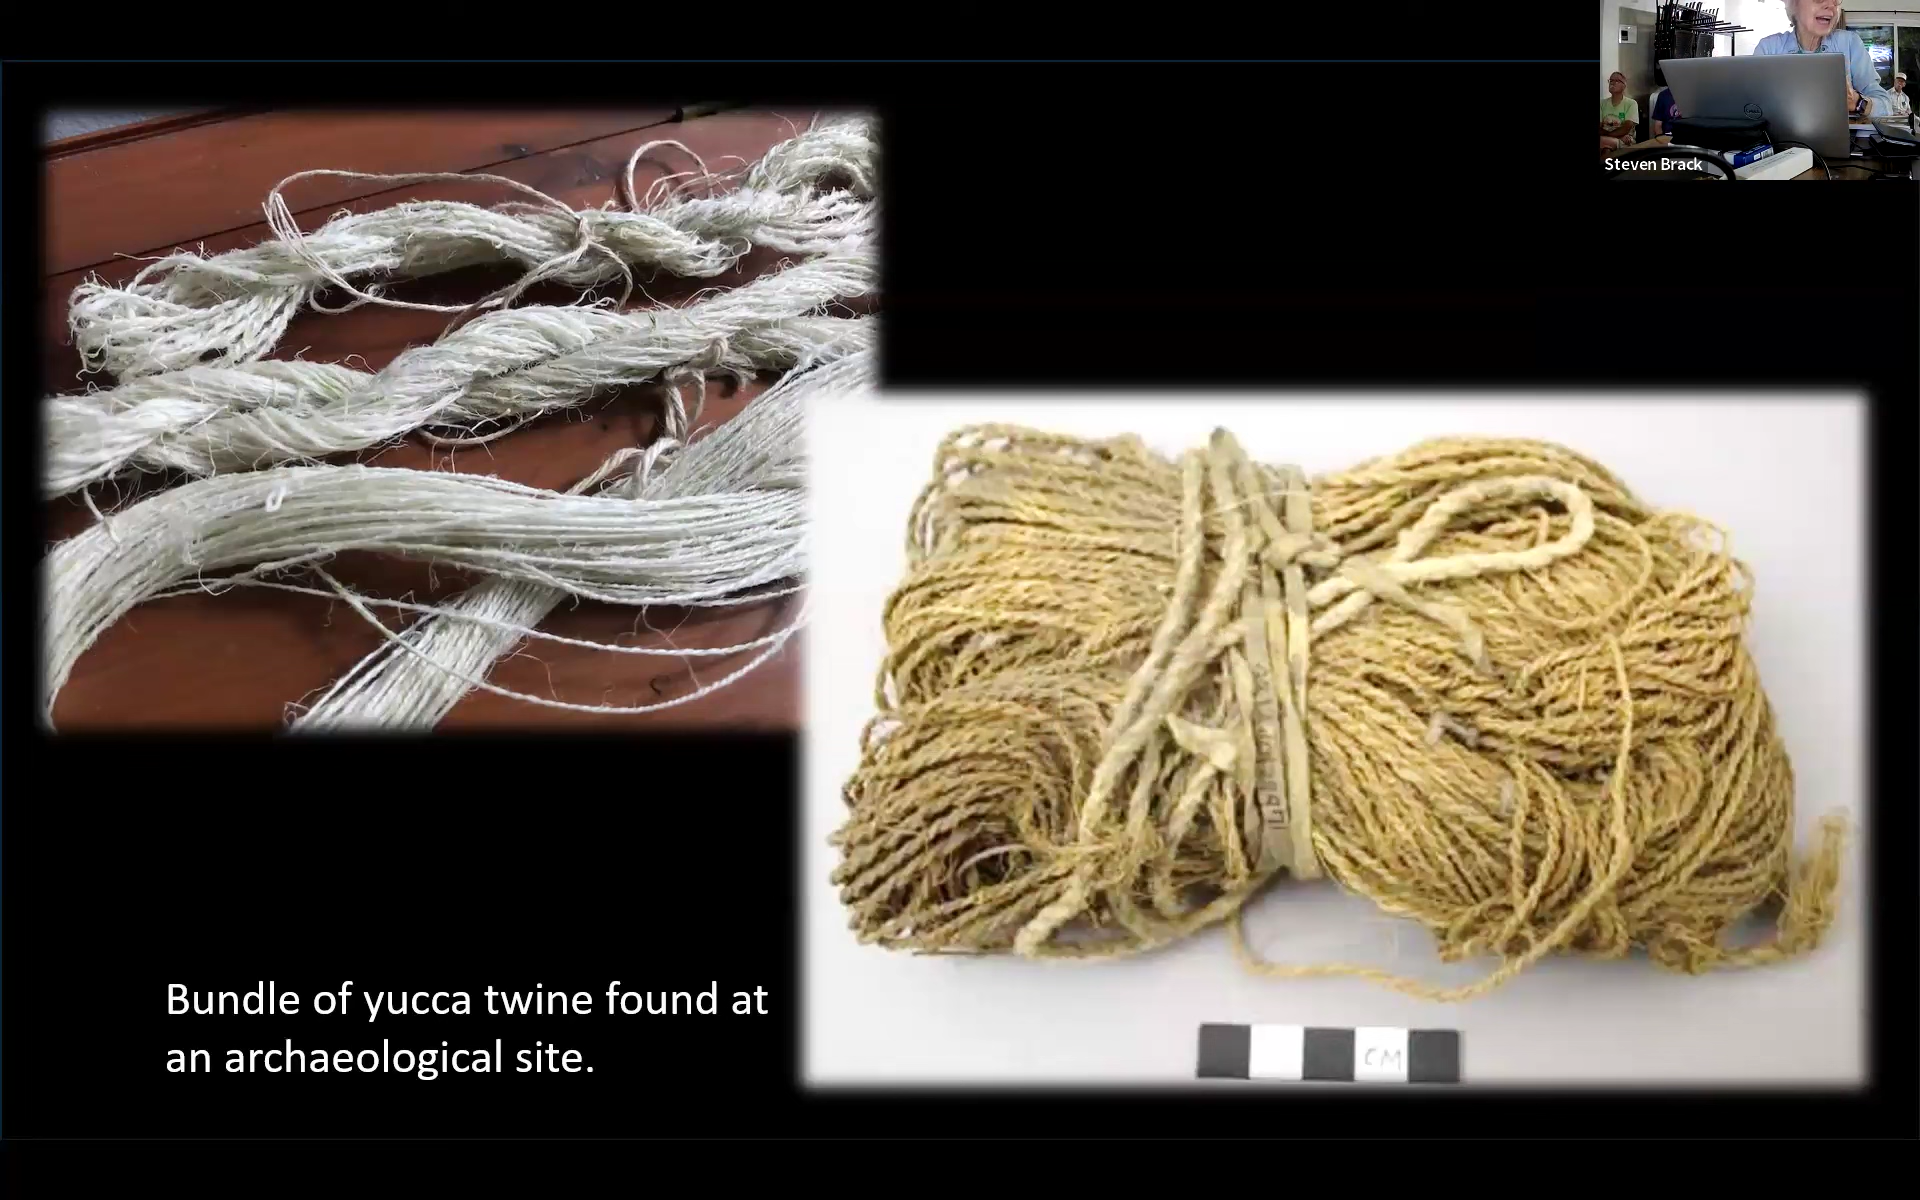 Steven Brack
Bundle of yucca twine found at
an archaeological site.
CM